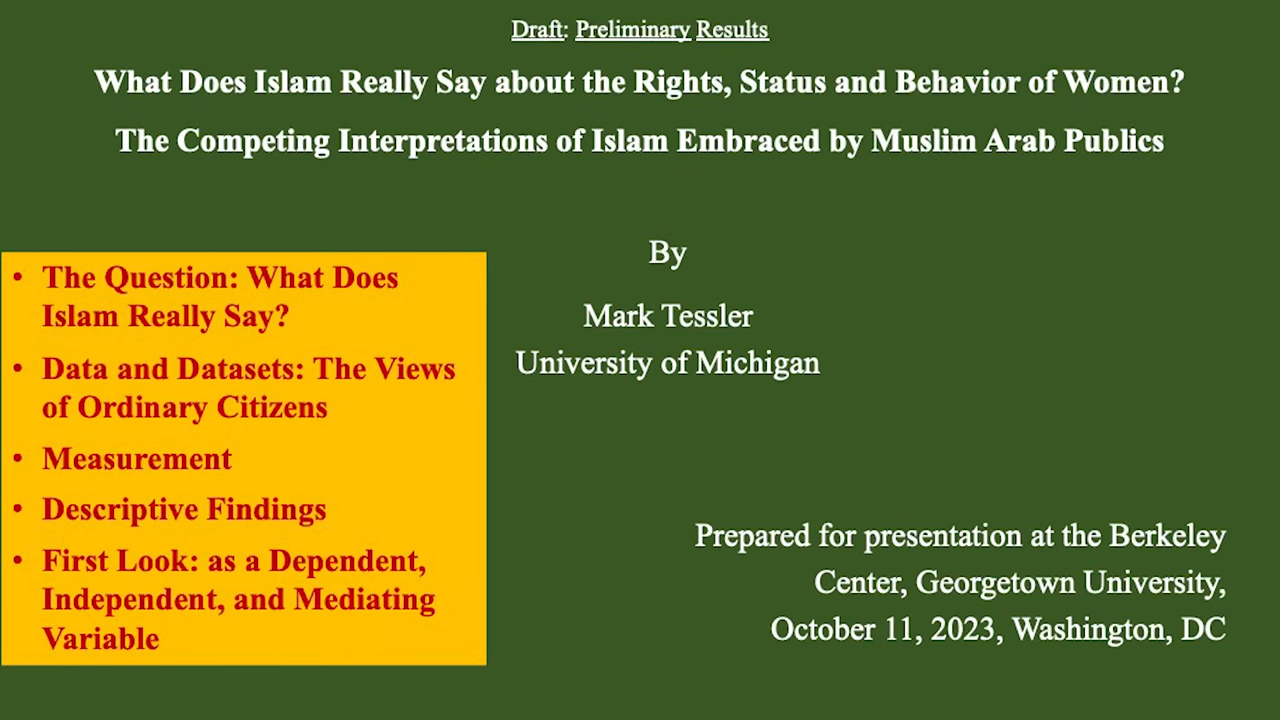 Draft: Preliminary Results
What Does Islam Really Say about the Rights, Status and Behavior of Women?
The Competing Interpretations of Islam Embraced by Muslim Arab Publics
By
Mark Tessler
University of Michigan
• The Question: What Does
Islam Really Say?
• Data and Datasets: The Views
of Ordinary Citizens
• Measurement
• Descriptive Findings
• First Look: as a Dependent,
Independent, and Mediating
Variable
Prepared for presentation at the Berkeley
Center, Georgetown University,
October 11, 2023, Washington, DC